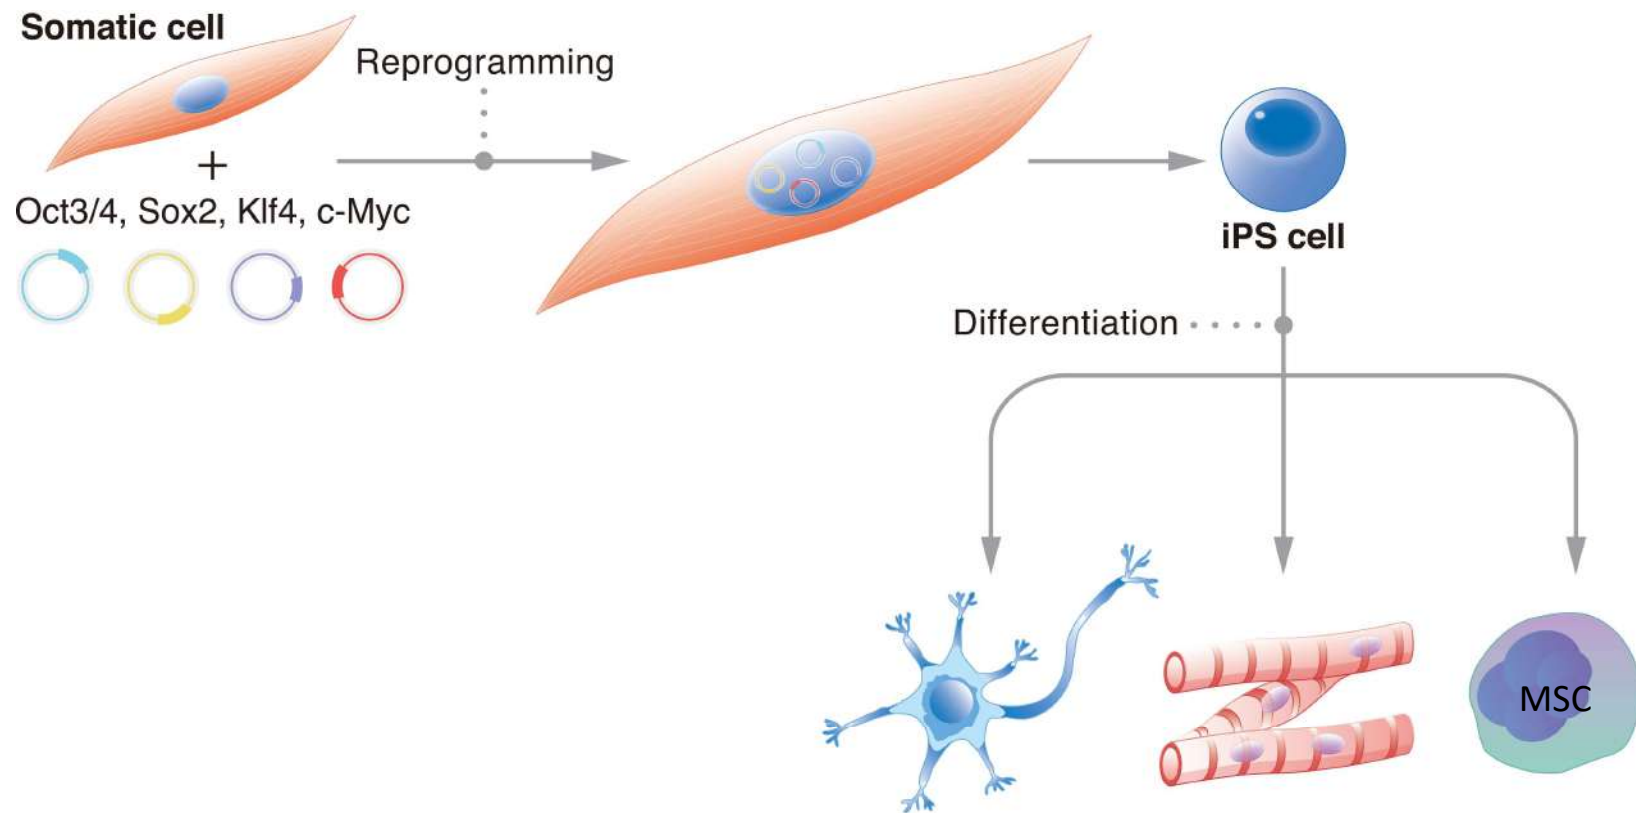 Somatic cell
Reprogramming
+
Oct3/4, Sox2, Klf4, c-Myc
iPS cell
Differentiation
MSC